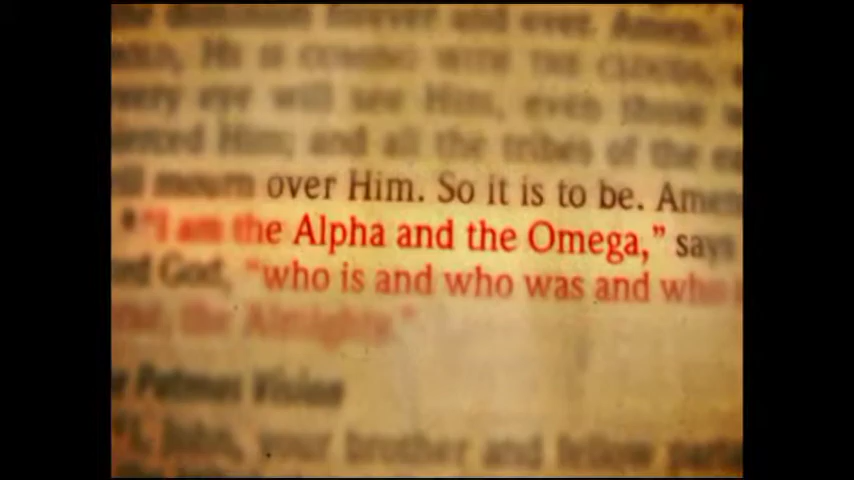 dominion forever and ever. Amen.
HE IS COMING WITH THE CLOUDS,
every eye will see Him, even those
pierced Him; and all the tribes of the
mourn over Him. So it is to be. Amen
"I am the Alpha and the Omega," says
God, "who is and who was and who
the Almighty."
Patmos Vision
John, your brother and fellow